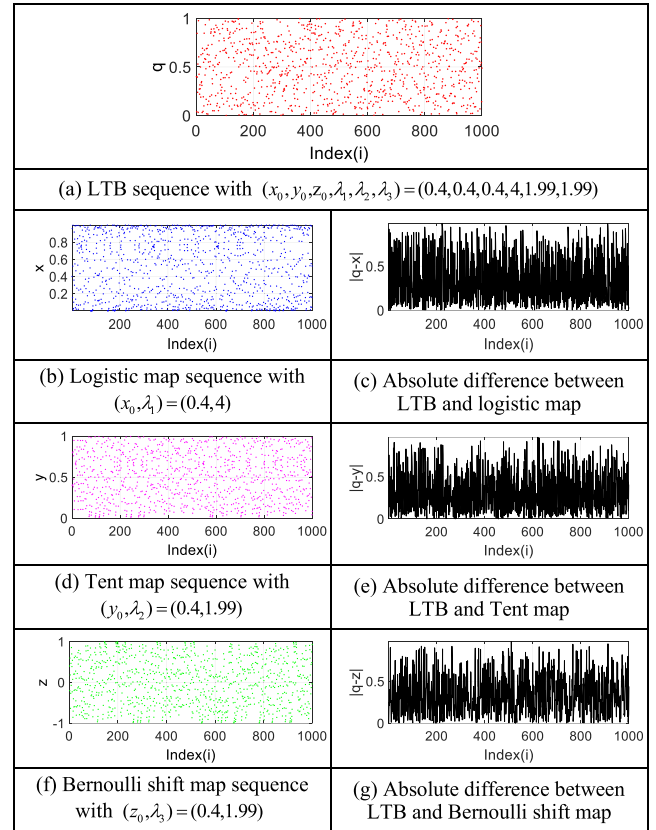 1
0.5
0
q
0 200 400 600 800 1000
Index(i)
(a) LTB sequence with (x₀, y₀, z₀, λ₁, λ₂, λ₃) = (0.4,0.4,0.4,4,1.99,1.99)
0.8
0.6
0.4
0.2
x
200 400 600 800 1000
Index(i)
(b) Logistic map sequence with
(x₀, λ₁) = (0.4, 4)
0.5
0
|q-x|
200 400 600 800 1000
Index(i)
(c) Absolute difference between
LTB and logistic map
1
0.5
0
y
0 200 400 600 800 1000
Index(i)
(d) Tent map sequence with
(y₀, λ₂) = (0.4,1.99)
0.5
0
|q-y|
200 400 600 800 1000
Index(i)
(e) Absolute difference between
LTB and Tent map
1
0
-1
z
0 200 400 600 800 1000
Index(i)
(f) Bernoulli shift map sequence
with (z₀, λ₃) = (0.4,1.99)
0.5
0
|q-z|
200 400 600 800 1000
Index(i)
(g) Absolute difference between
LTB and Bernoulli shift map